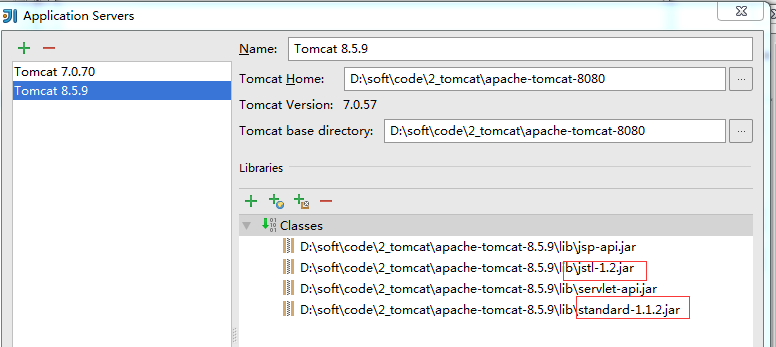 Application Servers
Name: Tomcat 8.5.9
Tomcat 7.0.70
Tomcat 8.5.9
Tomcat Home: D:\soft\code\2_tomcat\apache-tomcat-8080
Tomcat Version: 7.0.57
Tomcat base directory: D:\soft\code\2_tomcat\apache-tomcat-8080
Libraries
Classes
D:\soft\code\2_tomcat\apache-tomcat-8.5.9\lib\jsp-api.jar
D:\soft\code\2_tomcat\apache-tomcat-8.5.9\lib\jstl-1.2.jar
D:\soft\code\2_tomcat\apache-tomcat-8.5.9\lib\servlet-api.jar
D:\soft\code\2_tomcat\apache-tomcat-8.5.9\lib\standard-1.1.2.jar